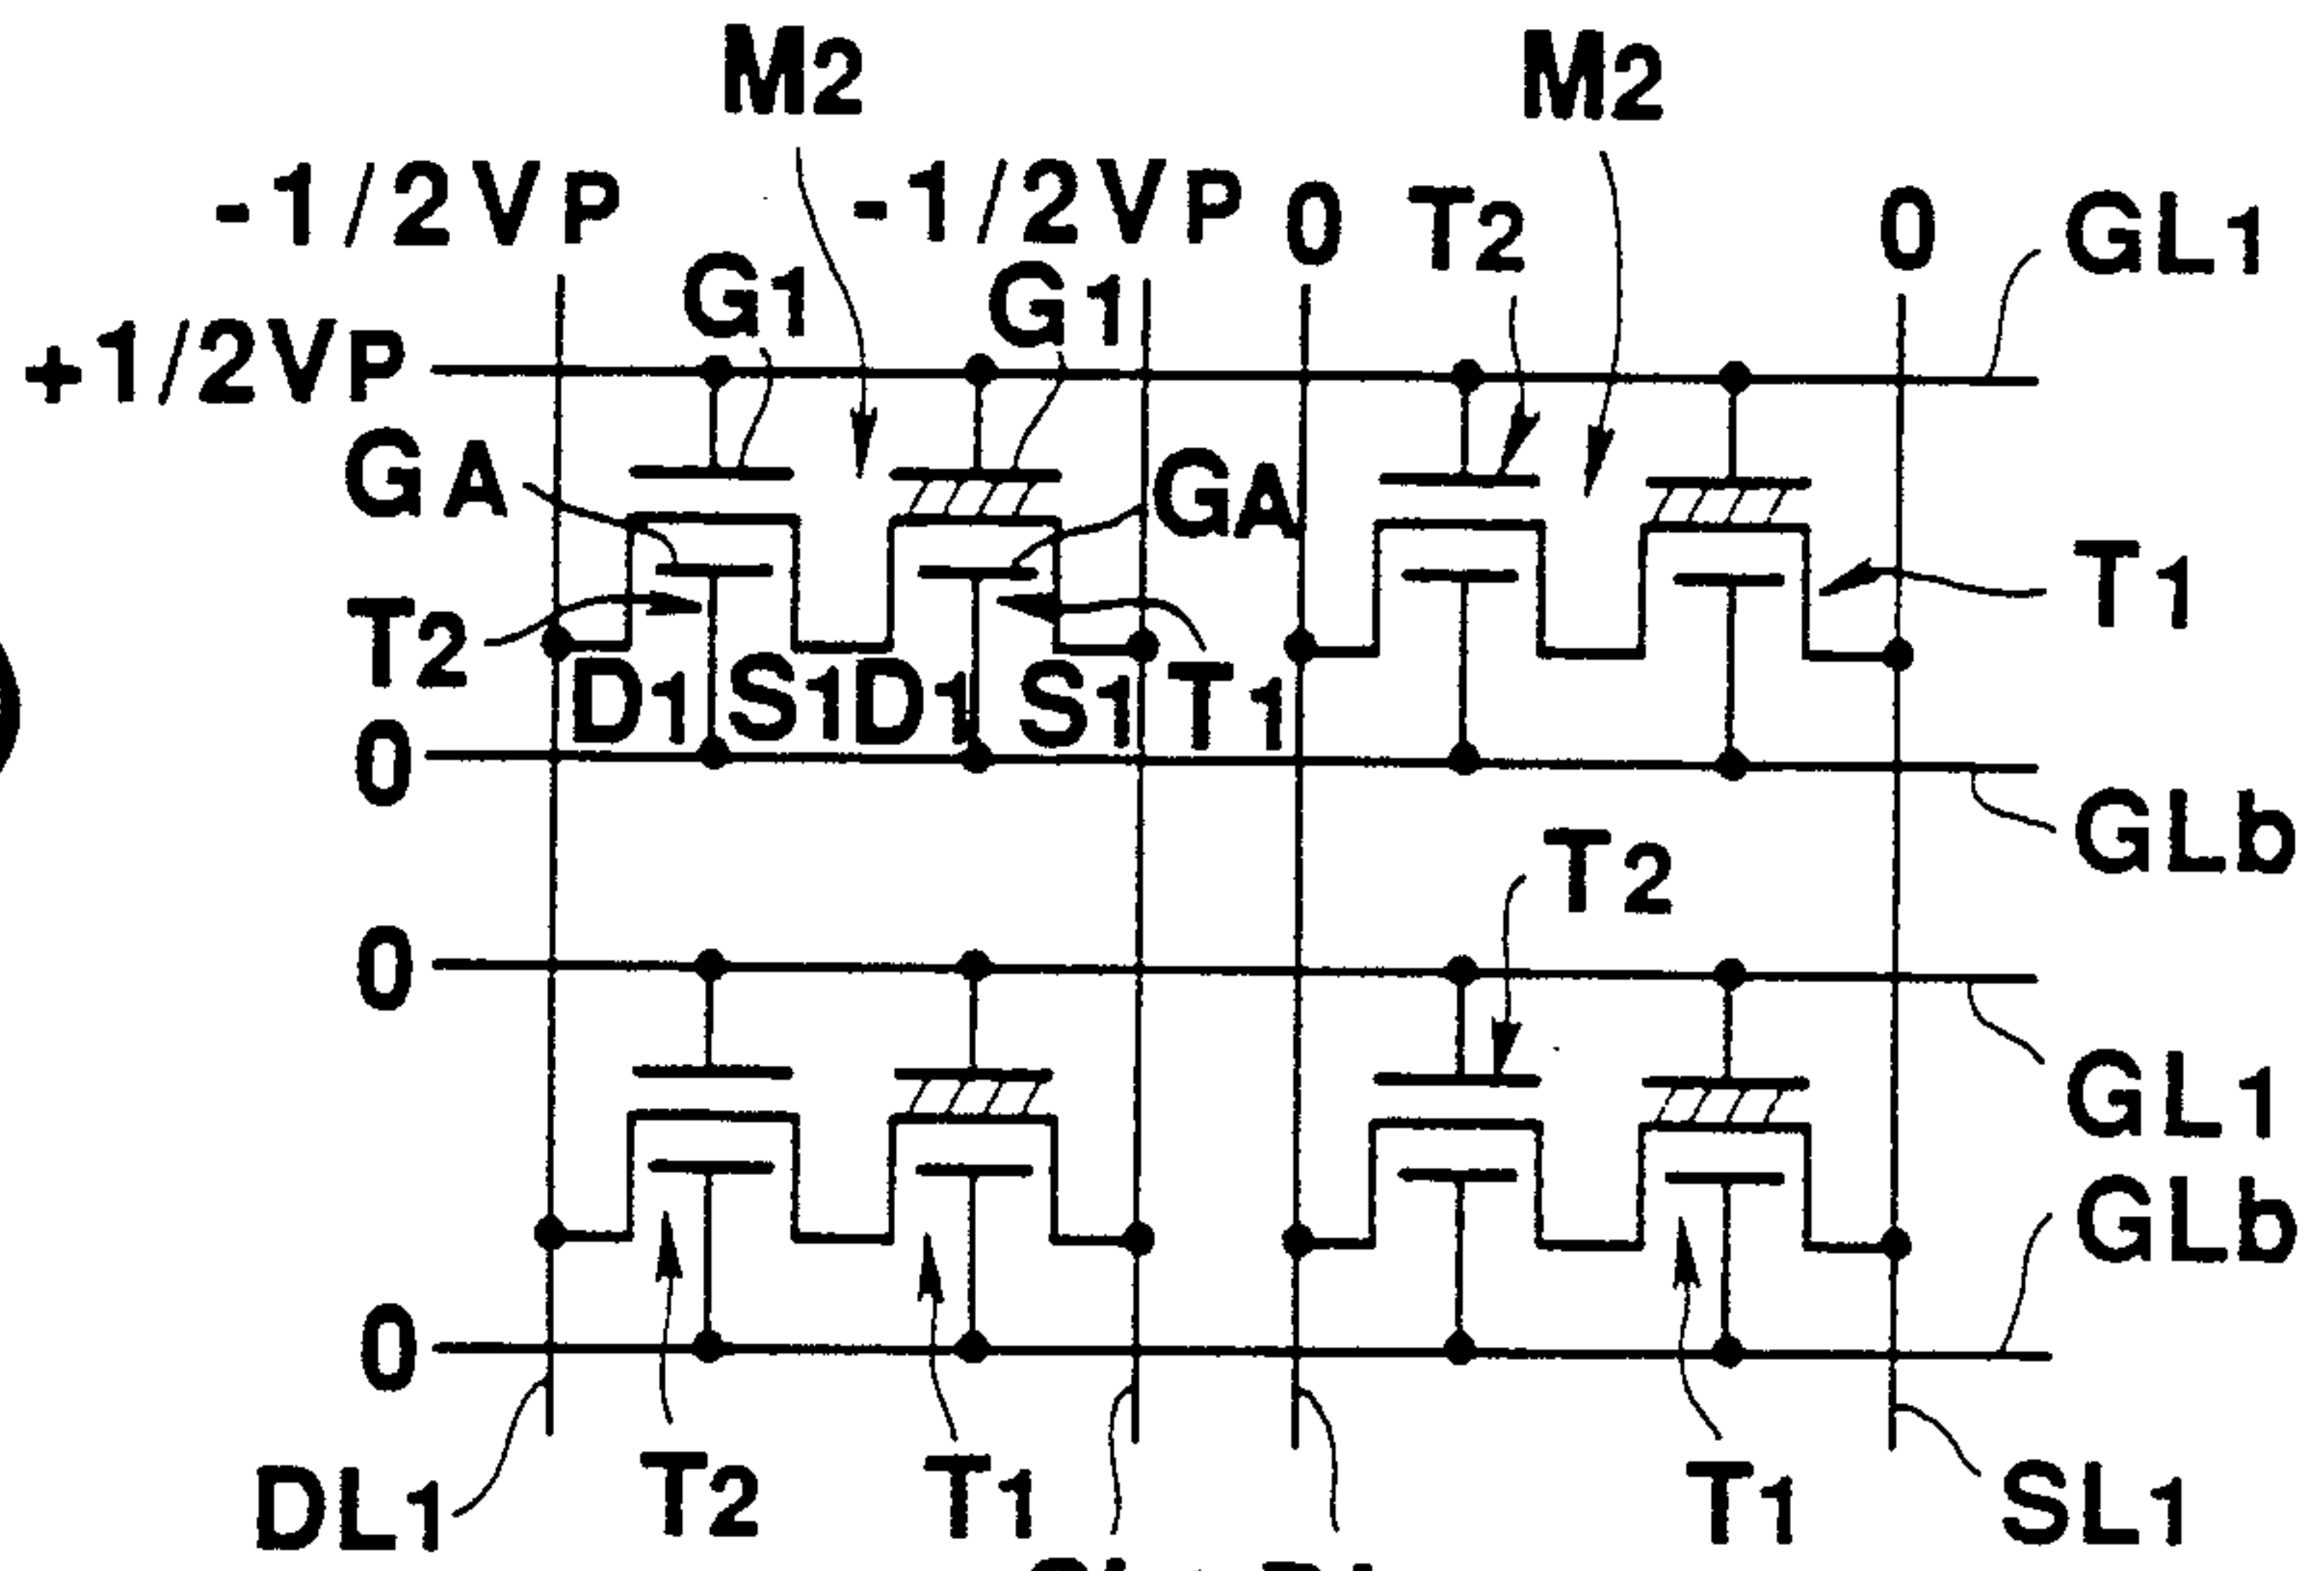 M2 M2
-1/2VP -1/2VP 0 T2 0 GL1
G1 G1
+1/2VP
GA GA
T2 T1
D1 S1 D1 S1 T1
0
GLb
T2
0
GL1
GLb
0
DL1 T2 T1 T1 SL1